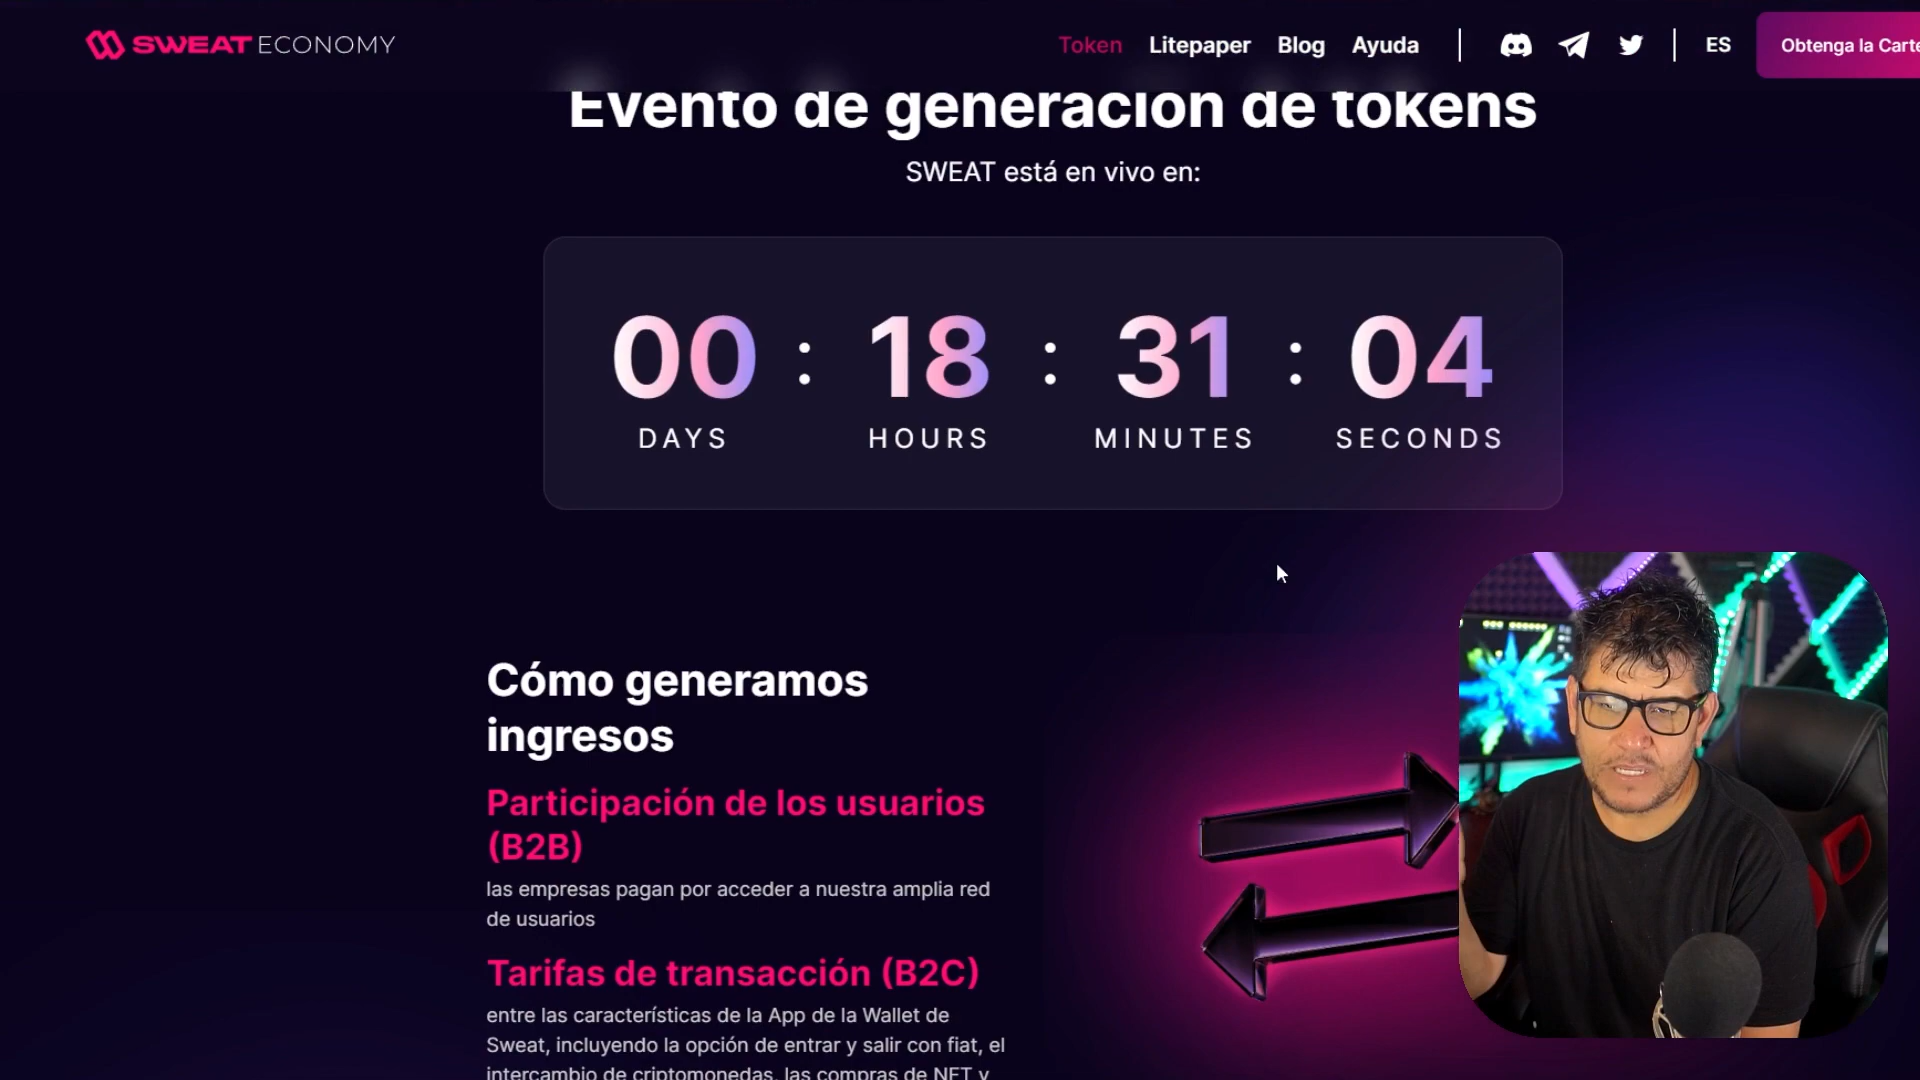 SWEAT ECONOMY
Token Litepaper Blog Ayuda ES Obtenga la Carte
Evento de generación de tokens
SWEAT está en vivo en:
00 : 18 : 31 : 04
DAYS HOURS MINUTES SECONDS
Cómo generamos
ingresos
Participación de los usuarios
(B2B)
las empresas pagan por acceder a nuestra amplia red
de usuarios
Tarifas de transacción (B2C)
entre las características de la App de la Wallet de
Sweat, incluyendo la opción de entrar y salir con fiat, el
intercambio de criptomonedas, las compras de NFT y